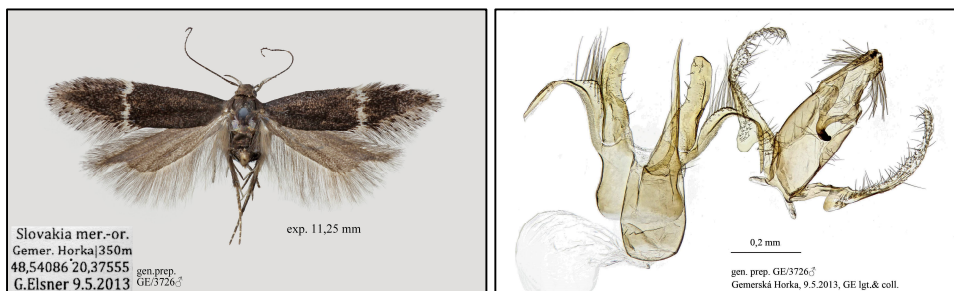 exp. 11,25 mm
Slovakia mer.-or.
Gemer. Horka|350m
48,54086 20,37555
G.Elsner 9.5.2013
gen.prep.
GE/3726♂
0,2 mm
gen. prep. GE/3726♂
Gemerská Horka, 9.5.2013, GE lgt,& coll.